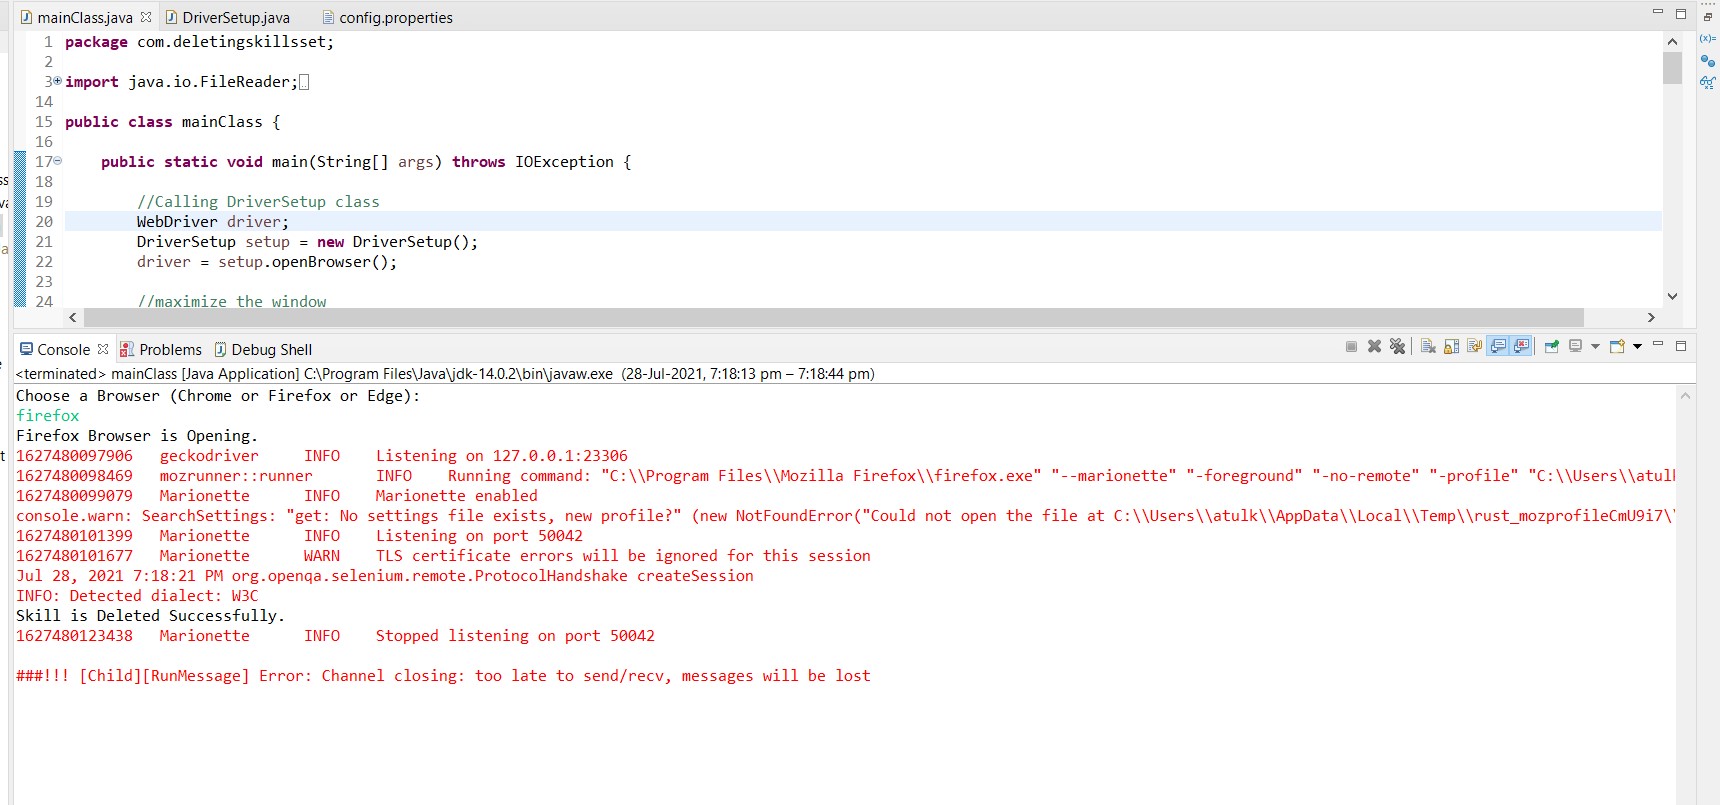 mainClass.java
DriverSetup.java
config.properties
1 package com.deletingskillsset;
2
3 import java.io.FileReader;
14
15 public class mainClass {
16
17 public static void main(String[] args) throws IOException {
18
19 //Calling DriverSetup class
20 WebDriver driver;
21 DriverSetup setup = new DriverSetup();
22 driver = setup.openBrowser();
23
24 //maximize the window
Console
Problems
Debug Shell
<terminated> mainClass [Java Application] C:\Program Files\Java\jdk-14.0.2\bin\javaw.exe (28-Jul-2021, 7:18:13 pm – 7:18:44 pm)
Choose a Browser (Chrome or Firefox or Edge):
firefox
Firefox Browser is Opening.
1627480097906 geckodriver INFO Listening on 127.0.0.1:23306
1627480098469 mozrunner::runner INFO Running command: "C:\\Program Files\\Mozilla Firefox\\firefox.exe" "--marionette" "-foreground" "-no-remote" "-profile" "C:\\Users\\atulk
1627480099079 Marionette INFO Marionette enabled
console.warn: SearchSettings: "get: No settings file exists, new profile?" (new NotFoundError("Could not open the file at C:\\Users\\atulk\\AppData\\Local\\Temp\\rust_mozprofileCmU9i7\\
1627480101399 Marionette INFO Listening on port 50042
1627480101677 Marionette WARN TLS certificate errors will be ignored for this session
Jul 28, 2021 7:18:21 PM org.openqa.selenium.remote.ProtocolHandshake createSession
INFO: Detected dialect: W3C
Skill is Deleted Successfully.
1627480123438 Marionette INFO Stopped listening on port 50042
###!!! [Child][RunMessage] Error: Channel closing: too late to send/recv, messages will be lost